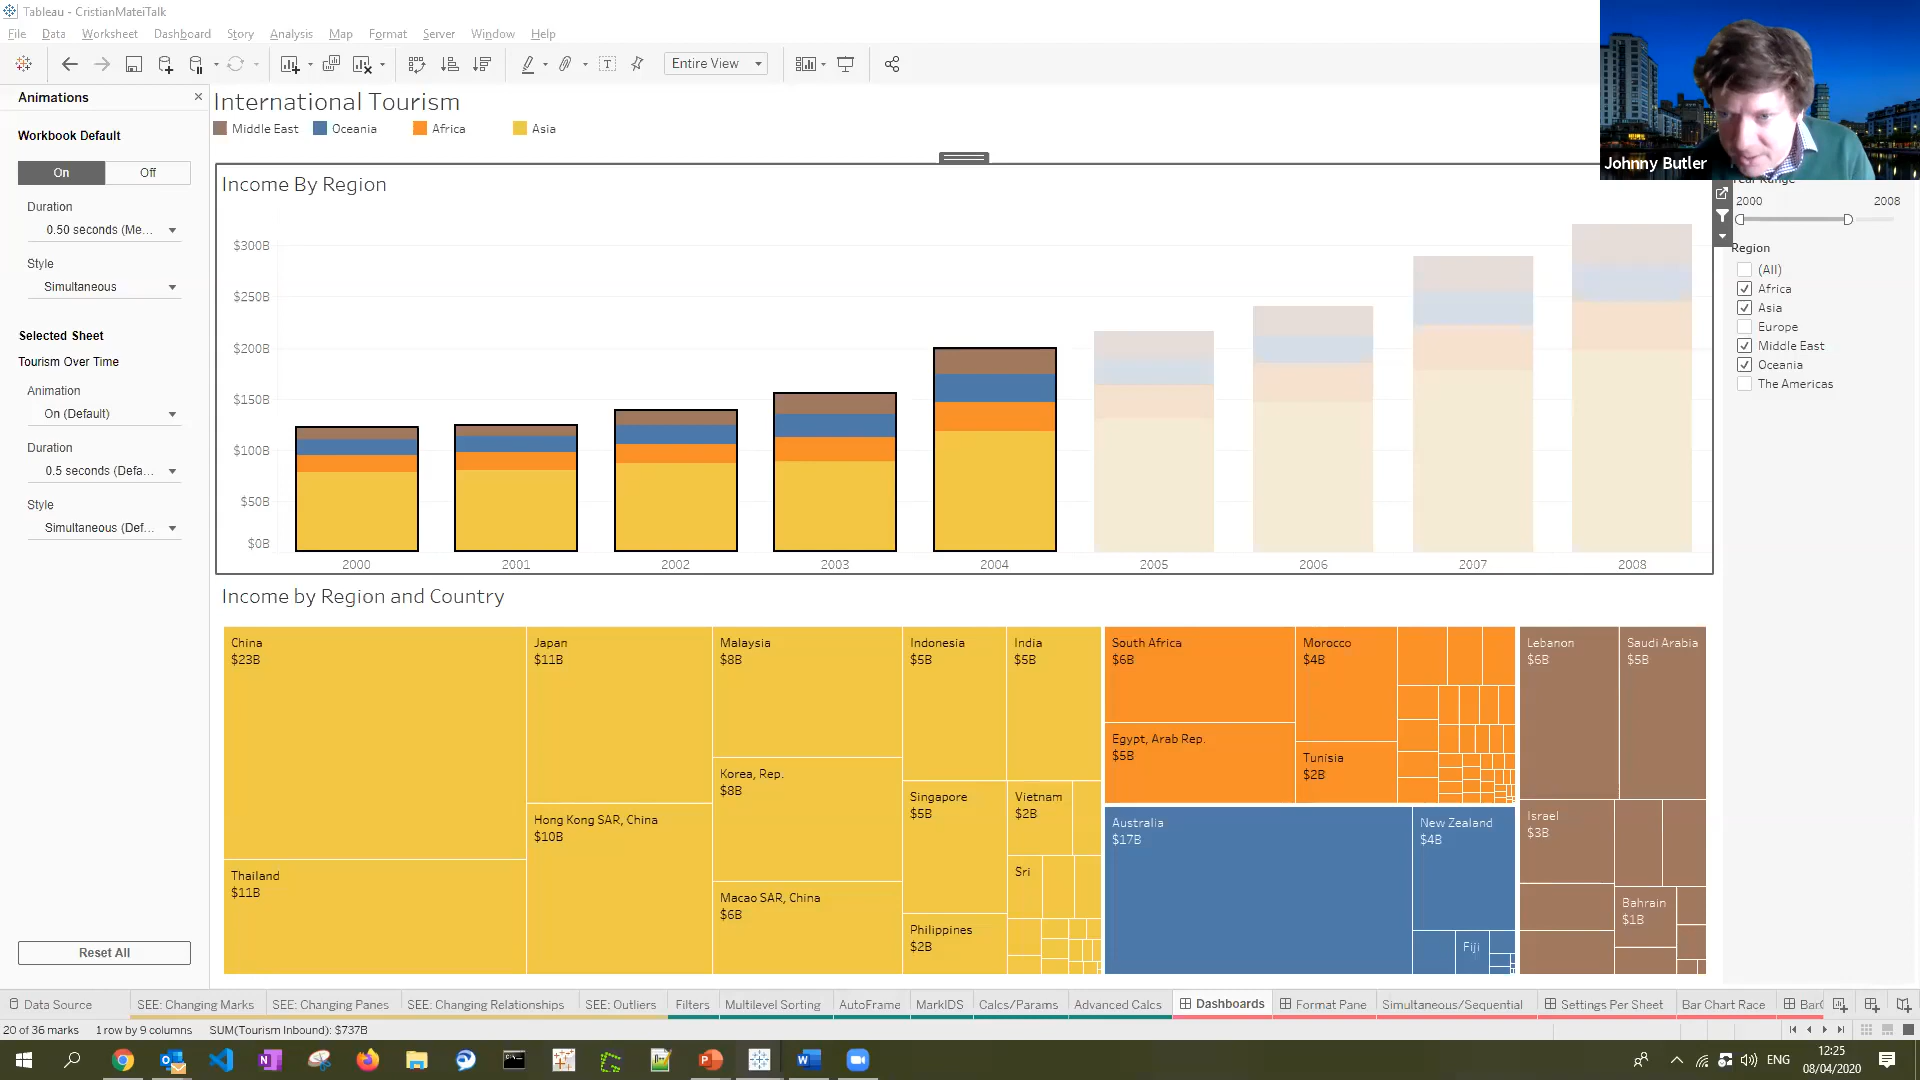 Tableau - CristianMateiTalk
File Data Worksheet Dashboard Story Analysis Map Format Server Window Help
Entire View
Animations
Workbook Default
On Off
Duration
0.50 seconds (Me...
Style
Simultaneous
Selected Sheet
Tourism Over Time
Animation
On (Default)
Duration
0.5 seconds (Defa...
Style
Simultaneous (Def...
Reset All
International Tourism
Middle East Oceania Africa Asia
Income By Region
$300B
$250B
$200B
$150B
$100B
$50B
$0B
2000 2001 2002 2003 2004 2005 2006 2007 2008
Johnny Butler
Year Range
2000 2008
Region
(All)
Africa
Asia
Europe
Middle East
Oceania
The Americas
Income by Region and Country
China
$23B
Thailand
$11B
Japan
$11B
Hong Kong SAR, China
$10B
Malaysia
$8B
Korea, Rep.
$8B
Macao SAR, China
$6B
Indonesia
$5B
Singapore
$5B
Philippines
$2B
India
$5B
Vietnam
$2B
Sri
South Africa
$6B
Egypt, Arab Rep.
$5B
Morocco
$4B
Tunisia
$2B
Australia
$17B
New Zealand
$4B
Fiji
Lebanon
$6B
Saudi Arabia
$5B
Israel
$3B
Bahrain
$1B
Data Source SEE: Changing Marks SEE: Changing Panes SEE: Changing Relationships SEE: Outliers Filters Multilevel Sorting AutoFrame MarkIDS Calcs/Params Advanced Calcs Dashboards Format Pane Simultaneous/Sequential Settings Per Sheet Bar Chart Race
20 of 36 marks 1 row by 9 columns SUM(Tourism Inbound): $737B
ENG
12:25
08/04/2020